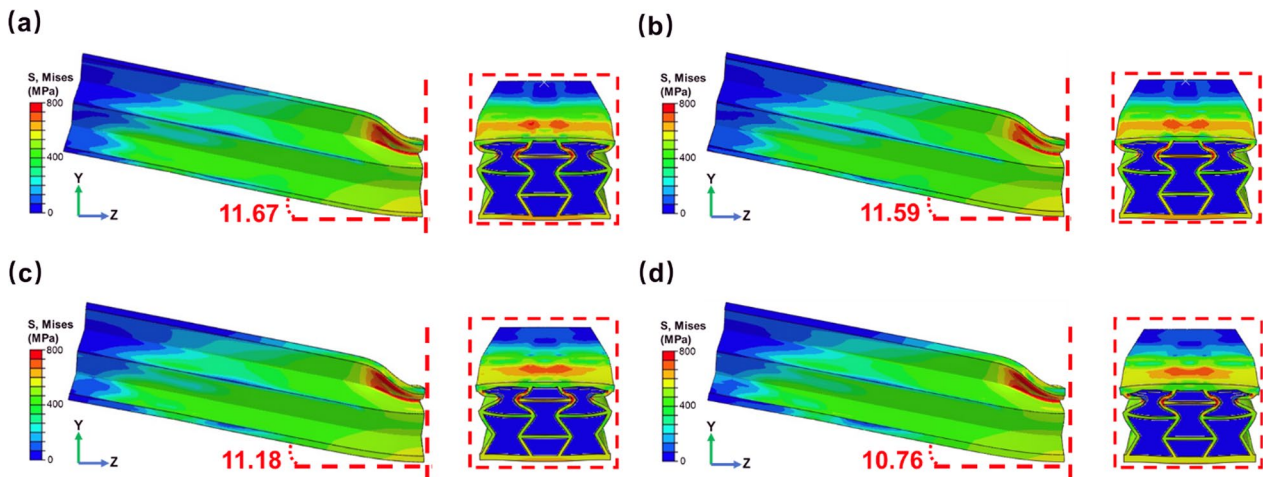 (a)
S, Mises
(MPa)
800
400
0
Y
Z
11.67
(b)
S, Mises
(MPa)
800
400
0
Y
Z
11.59
(c)
S, Mises
(MPa)
800
400
0
Y
Z
11.18
(d)
S, Mises
(MPa)
800
400
0
Y
Z
10.76